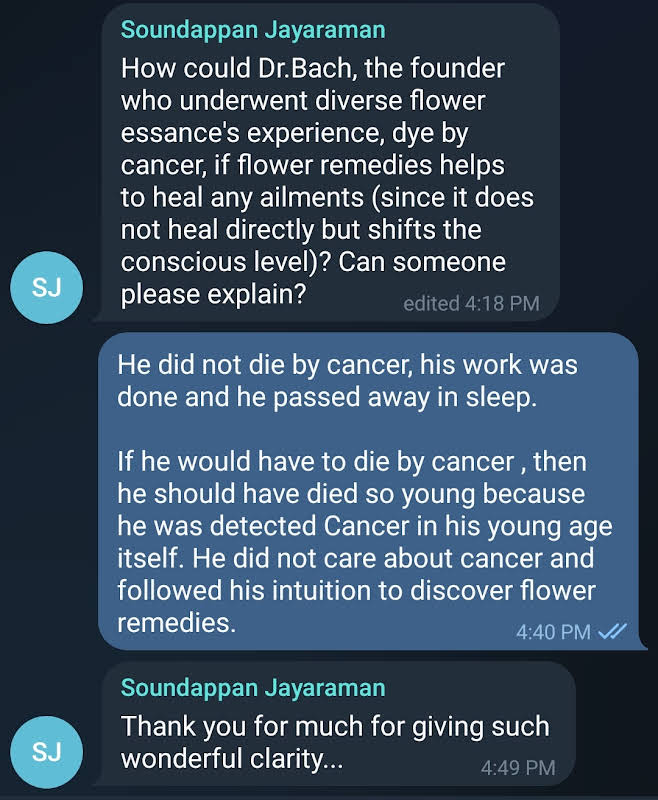 Soundappan Jayaraman
How could Dr.Bach, the founder
who underwent diverse flower
essance's experience, dye by
cancer, if flower remedies helps
to heal any ailments (since it does
not heal directly but shifts the
conscious level)? Can someone
please explain?
edited 4:18 PM
SJ
He did not die by cancer, his work was
done and he passed away in sleep.
If he would have to die by cancer , then
he should have died so young because
he was detected Cancer in his young age
itself. He did not care about cancer and
followed his intuition to discover flower
remedies.
4:40 PM
Soundappan Jayaraman
Thank you for much for giving such
wonderful clarity...
4:49 PM
SJ